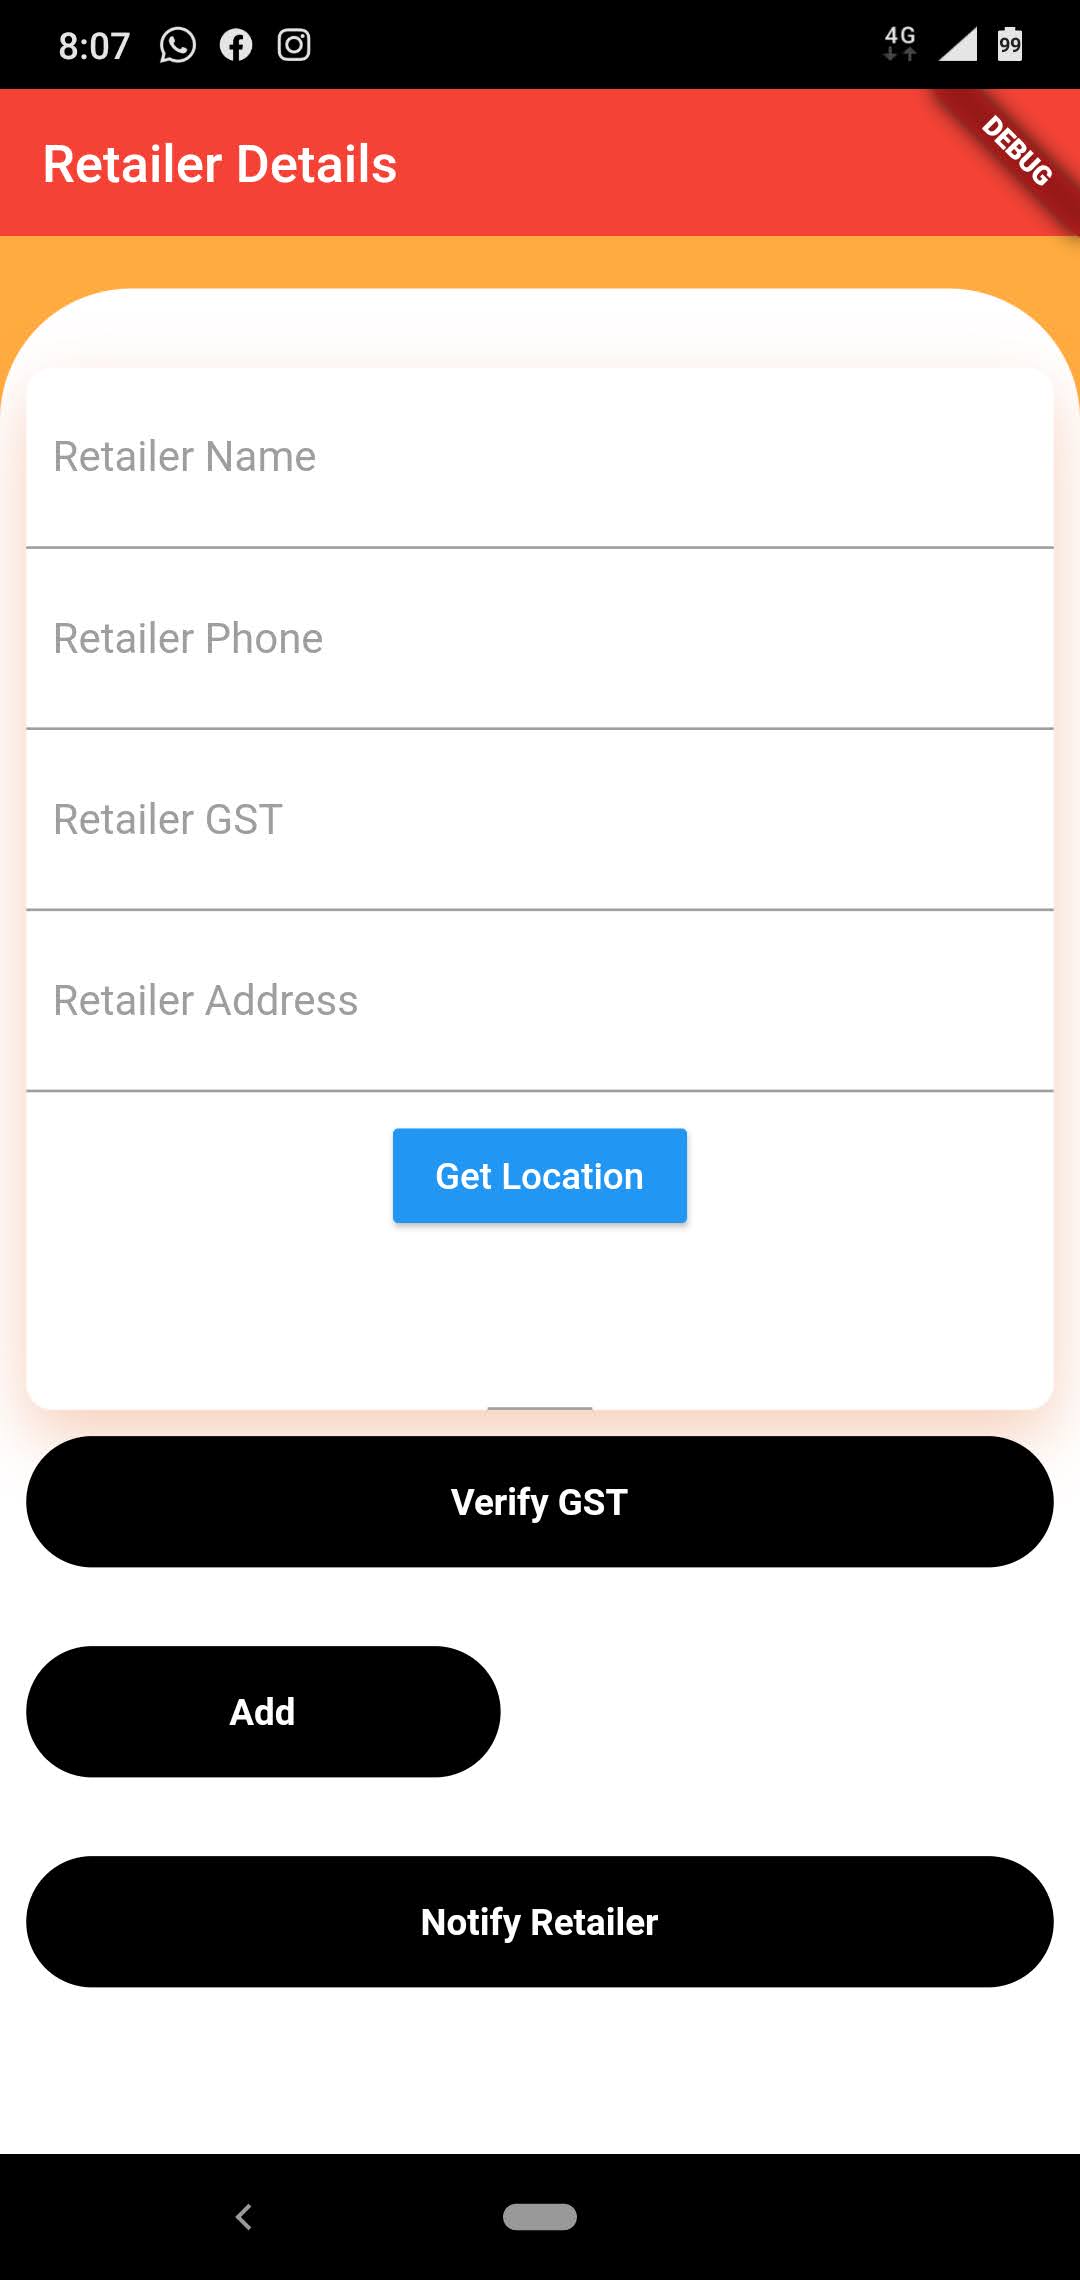 8:07
4G
99
Retailer Details
DEBUG
Retailer Name
Retailer Phone
Retailer GST
Retailer Address
Get Location
Verify GST
Add
Notify Retailer